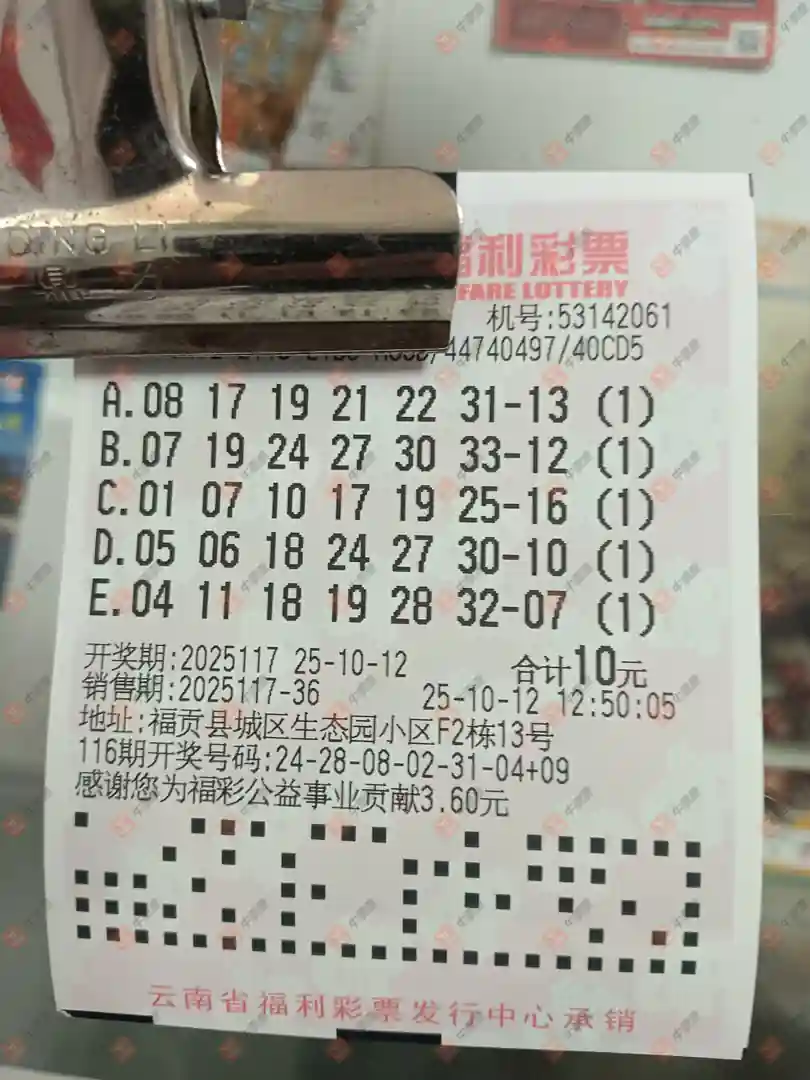 QING LI
福利彩票
FARE LOTTERY
机号:53142061
/44740497/40CD5
A.08 17 19 21 22 31-13 (1)
B.07 19 24 27 30 33-12 (1)
C.01 07 10 17 19 25-16 (1)
D.05 06 18 24 27 30-10 (1)
E.04 11 18 19 28 32-07 (1)
开奖期:2025117 25-10-12 合计10元
销售期:2025117-36 25-10-12 12:50:05
地址:福贡县城区生态园小区F2栋13号
116期开奖号码:24-28-08-02-31-04+09
感谢您为福彩公益事业贡献3.60元
云南省福利彩票发行中心承销